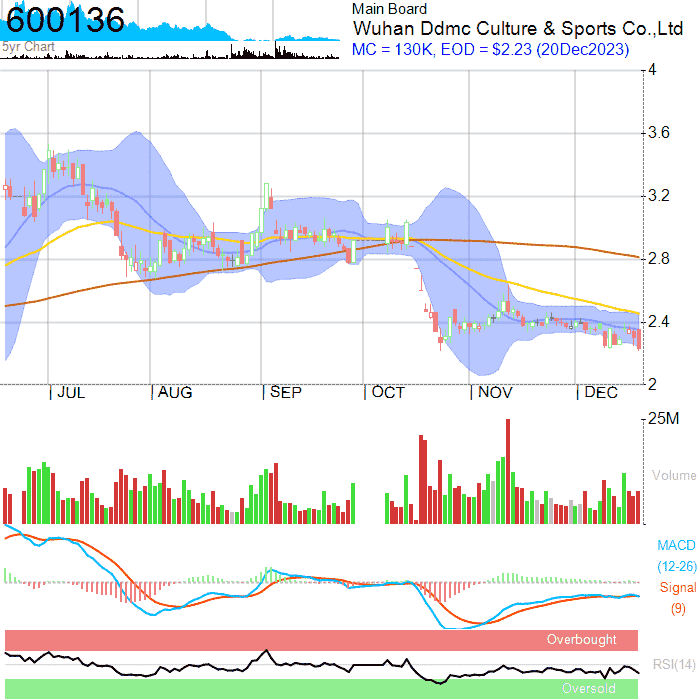 600136
5yr Chart
Main Board
Wuhan Ddmc Culture & Sports Co.,Ltd
MC = 130K, EOD = $2.23 (20Dec2023)
4
3.6
3.2
2.8
2.4
2
JUL AUG SEP OCT NOV DEC
25M
Volume
MACD
(12-26)
Signal
(9)
Overbought
RSI(14)
Oversold